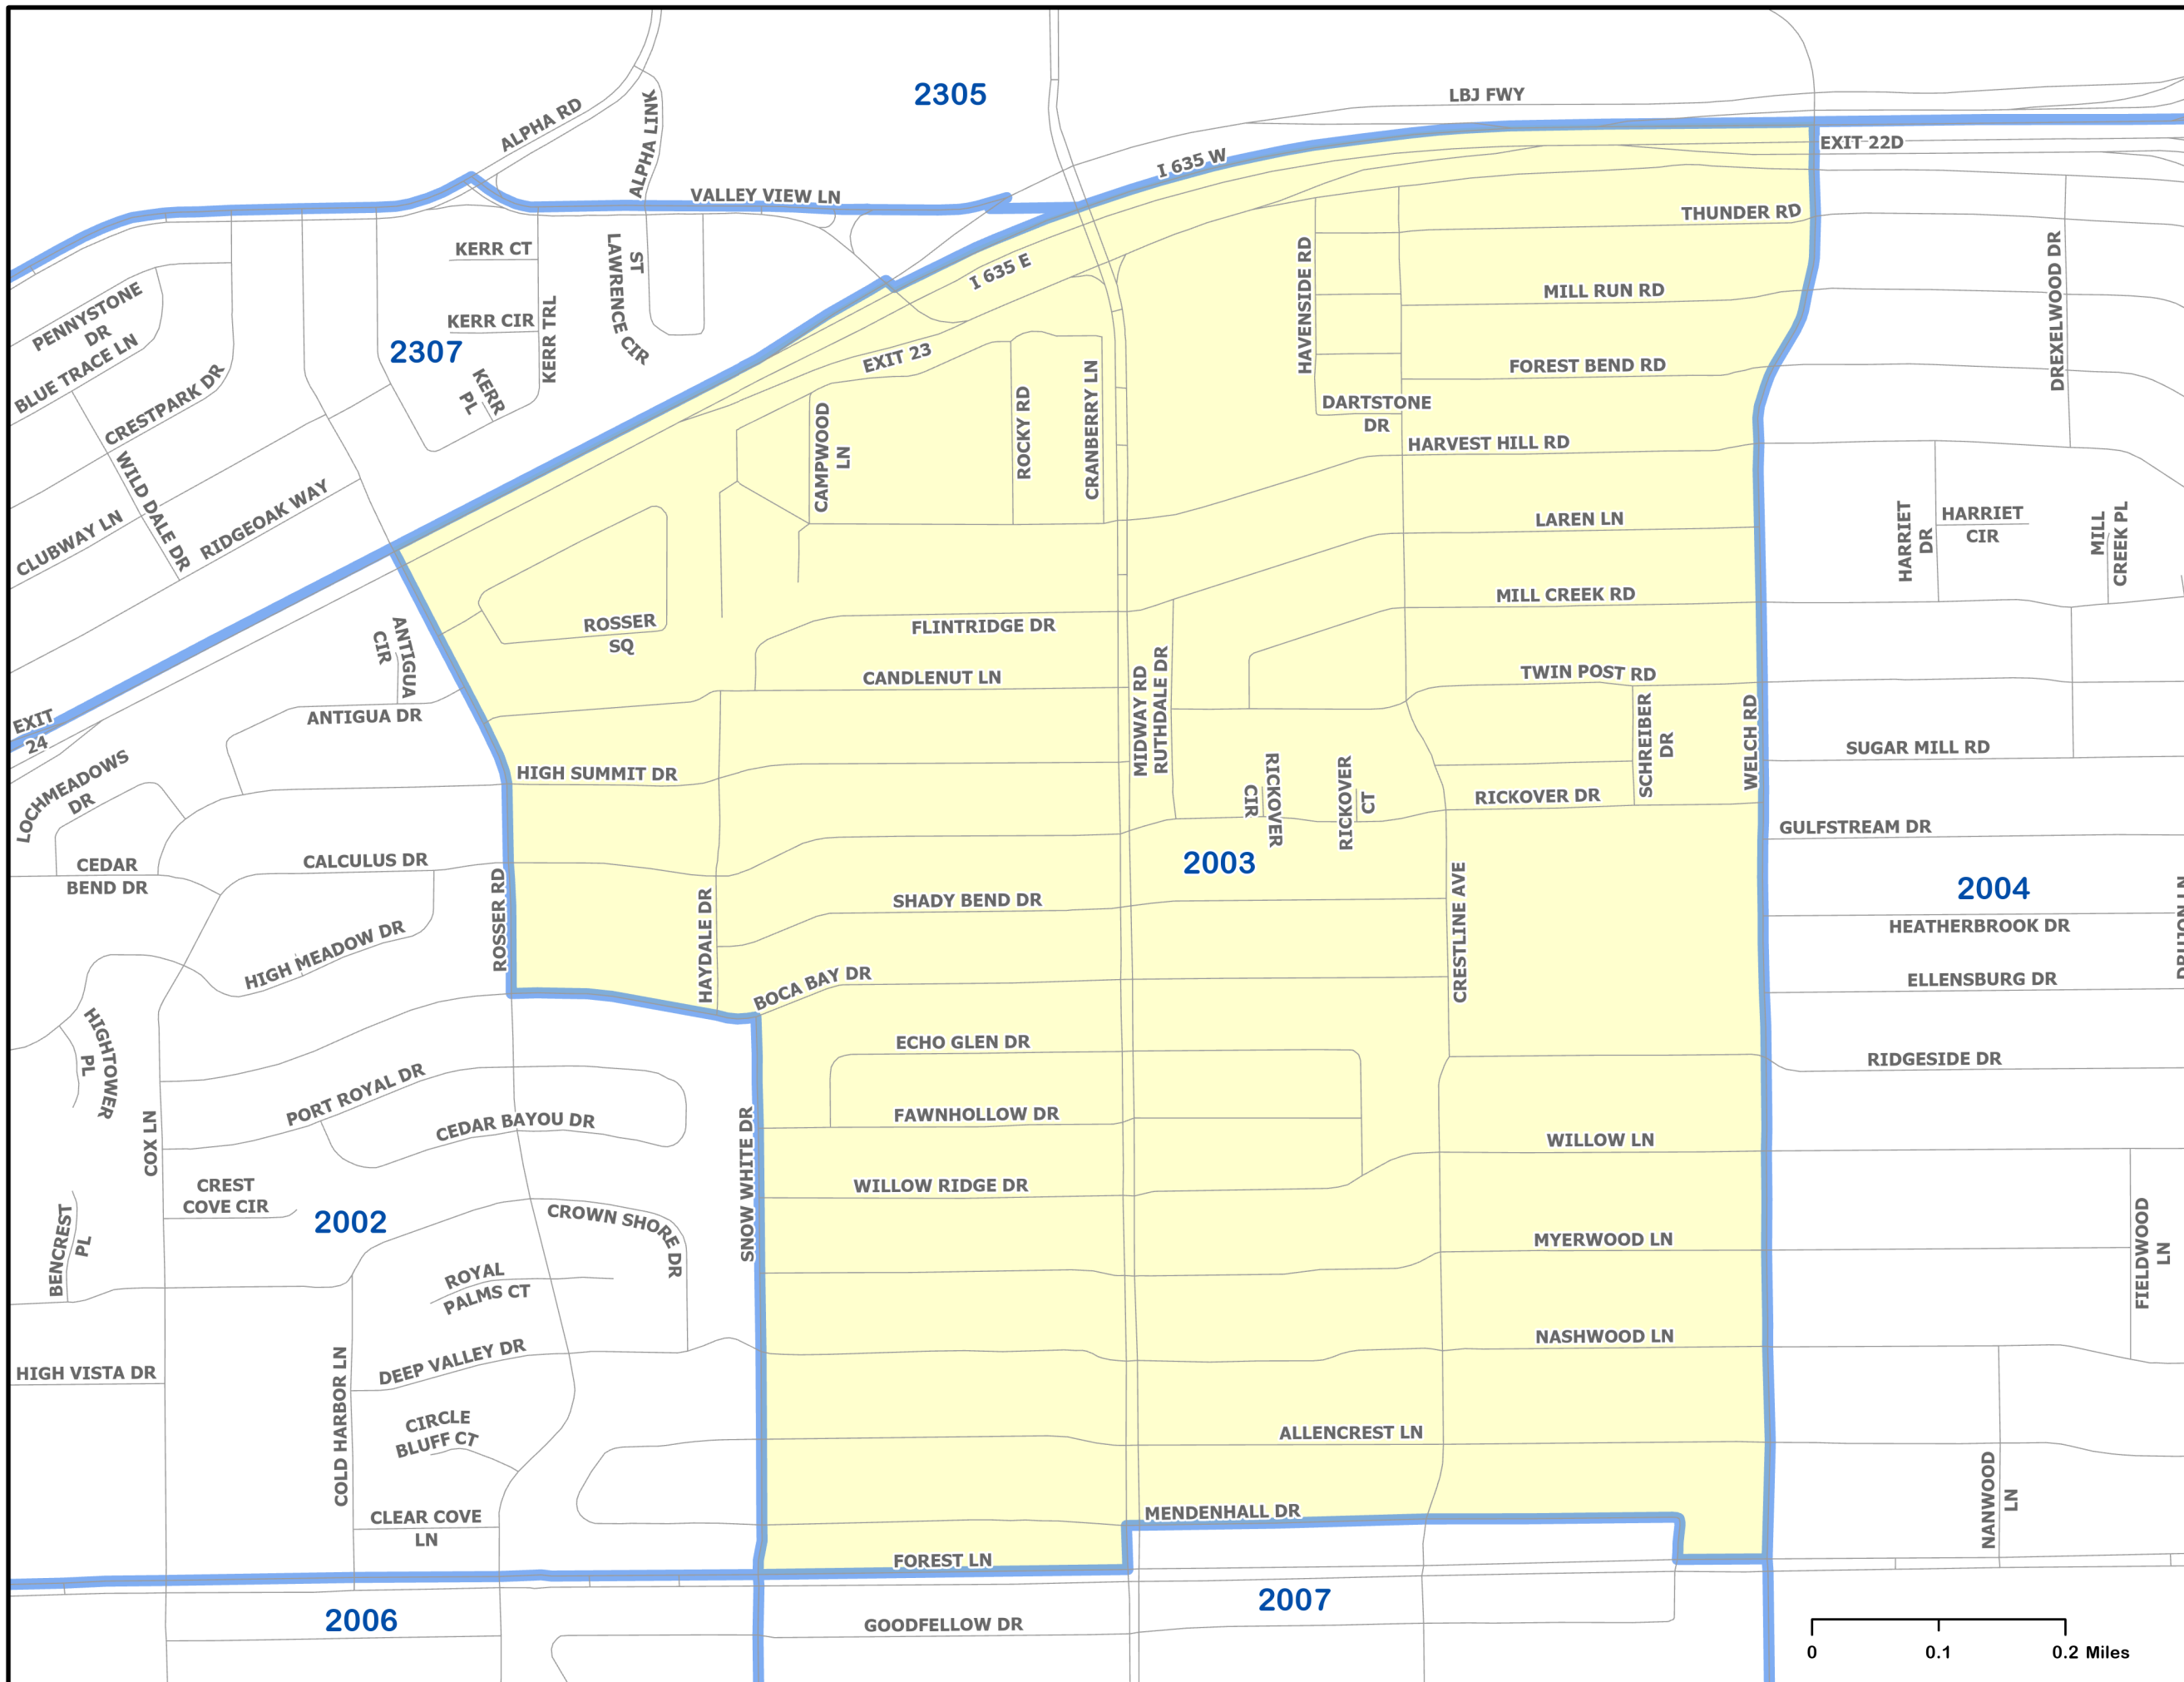 2305
LBJ FWY
ALPHA RD
ALPHA LINK
I 635 W
EXIT 22D
VALLEY VIEW LN
THUNDER RD
KERR CT
LAWRENCE CIR
ST
I 635 E
HAVENSIDE RD
MILL RUN RD
DREXELWOOD DR
PENNYSTONE
DR
KERR CIR
KERR TRL
BLUE TRACE LN
2307
EXIT 23
FOREST BEND RD
CRESTPARK DR
KERR
PL
CAMPWOOD
LN
ROCKY RD
CRANBERRY LN
DARTSTONE
DR
HARVEST HILL RD
WILD DALE DR
RIDGEOAK WAY
CLUBWAY LN
LAREN LN
HARRIET
DR
HARRIET
CIR
MILL
CREEK PL
MILL CREEK RD
ANTIGUA
CIR
ROSSER
SQ
FLINTRIDGE DR
CANDLENUT LN
MIDWAY RD
RUTHDALE DR
TWIN POST RD
SCHREIBER
DR
WELCH RD
EXIT
24
ANTIGUA DR
SUGAR MILL RD
LOCHMEADOWS
DR
HIGH SUMMIT DR
RICKOVER
CIR
RICKOVER
CT
RICKOVER DR
GULFSTREAM DR
CEDAR
BEND DR
CALCULUS DR
2003
2004
ROSSER RD
HAYDALE DR
SHADY BEND DR
CRESTLINE AVE
HEATHERBROOK DR
DRUJON LN
HIGH MEADOW DR
BOCA BAY DR
ELLENSBURG DR
HIGHTOWER
PL
ECHO GLEN DR
RIDGESIDE DR
PORT ROYAL DR
CEDAR BAYOU DR
COX LN
SNOW WHITE DR
FAWNHOLLOW DR
WILLOW LN
CREST
COVE CIR
WILLOW RIDGE DR
2002
CROWN SHORE DR
BENCREST
PL
MYERWOOD LN
FIELDWOOD
LN
ROYAL
PALMS CT
NASHWOOD LN
HIGH VISTA DR
COLD HARBOR LN
DEEP VALLEY DR
CIRCLE
BLUFF CT
ALLENCREST LN
NANWOOD
LN
CLEAR COVE
LN
MENDENHALL DR
FOREST LN
2006
2007
GOODFELLOW DR
0 0.1 0.2 Miles